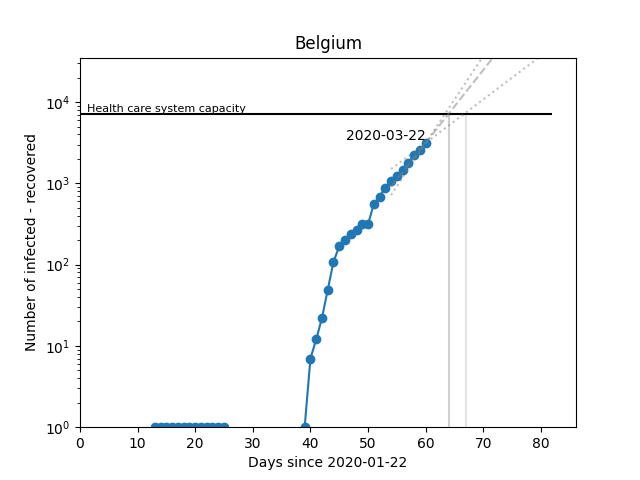 Belgium
Health care system capacity
2020-03-22
Number of infected - recovered
10^4
10^3
10^2
10^1
10^0
0 10 20 30 40 50 60 70 80
Days since 2020-01-22